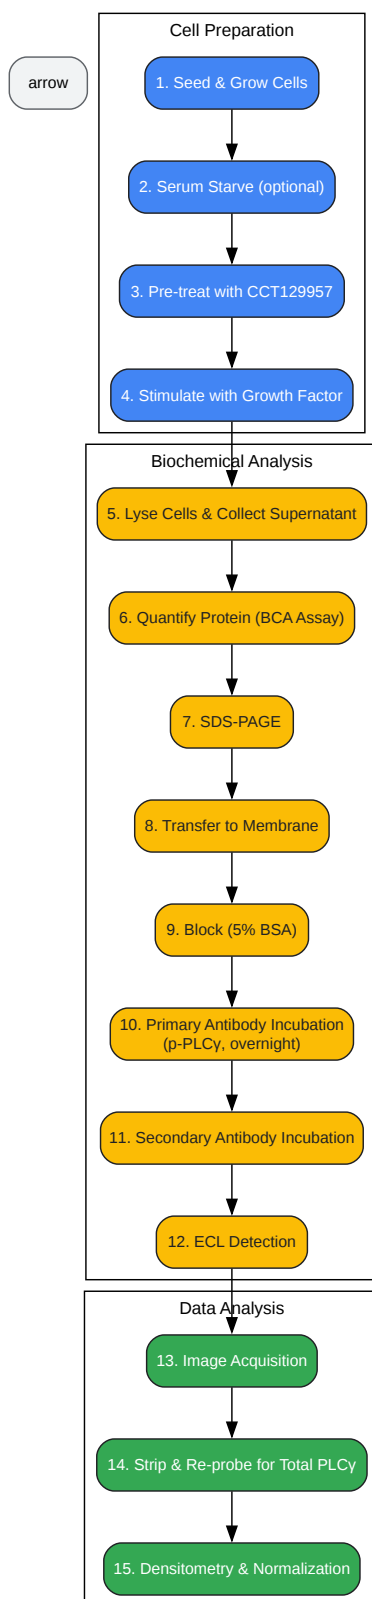 Cell Preparation
arrow
1. Seed & Grow Cells
2. Serum Starve (optional)
3. Pre-treat with CCT129957
4. Stimulate with Growth Factor
Biochemical Analysis
5. Lyse Cells & Collect Supernatant
6. Quantify Protein (BCA Assay)
7. SDS-PAGE
8. Transfer to Membrane
9. Block (5% BSA)
10. Primary Antibody Incubation
(p-PLCγ, overnight)
11. Secondary Antibody Incubation
12. ECL Detection
Data Analysis
13. Image Acquisition
14. Strip & Re-probe for Total PLCγ
15. Densitometry & Normalization